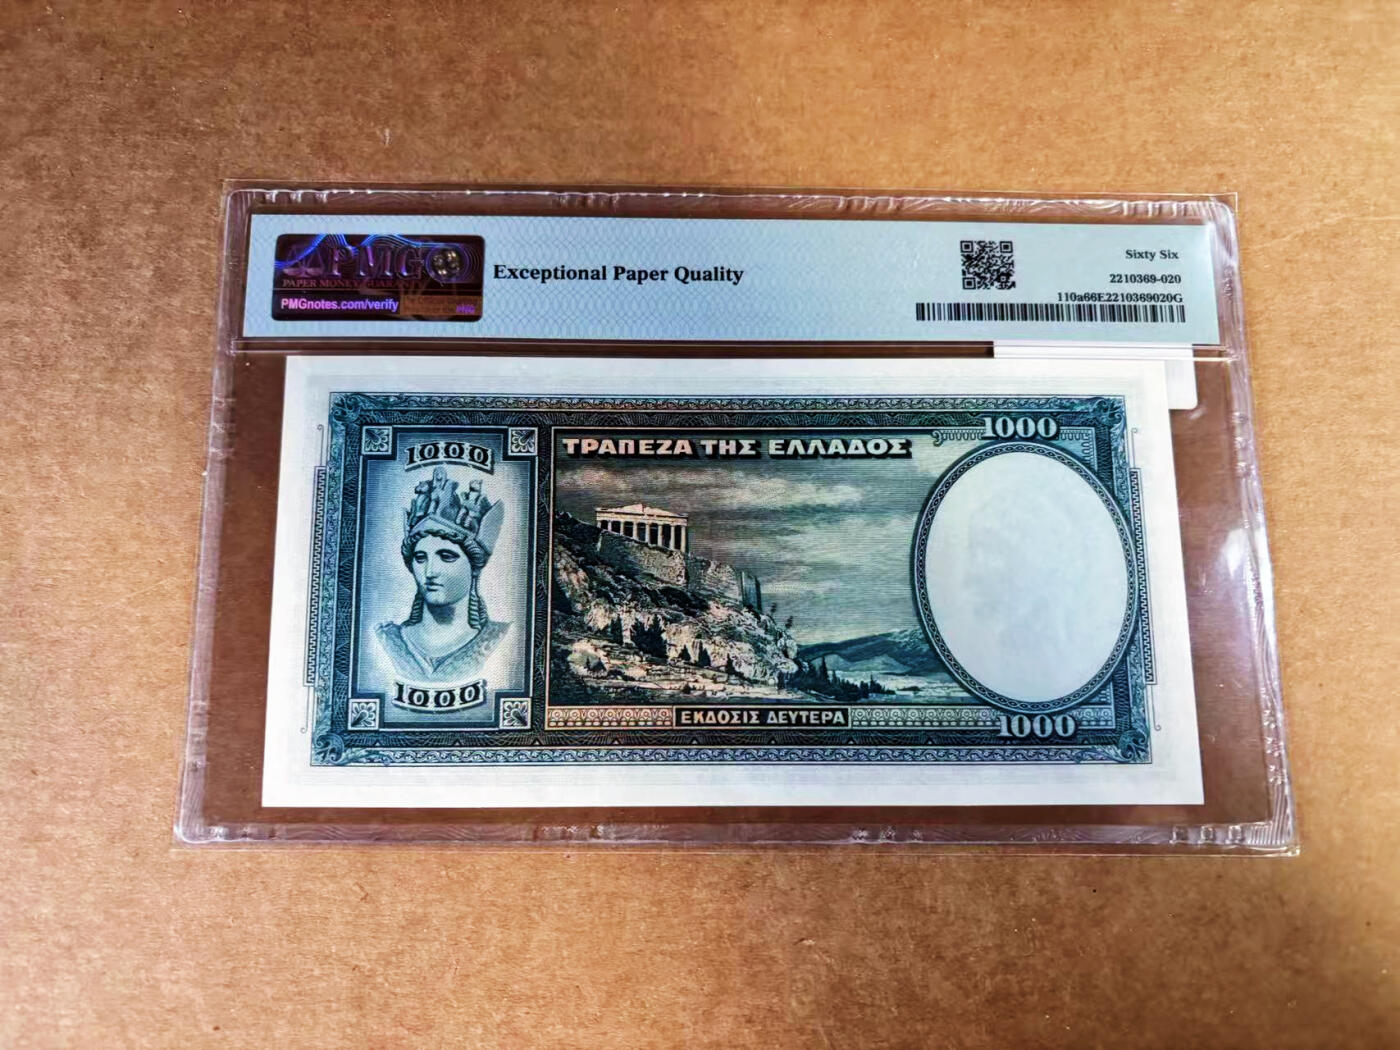 PMG
PAPER MONEY GUARANTY
PMGnotes.com/verify
PNG
Exceptional Paper Quality
Sixty Six
2210369-020
110a66E2210369020G
1000
ΤΡΑΠΕΖΑ ΤΗΣ ΕΛΛΑΔΟΣ
1000
1000
ΕΚΔΟΣΙΣ ΔΕΥΤΕΡΑ
1000